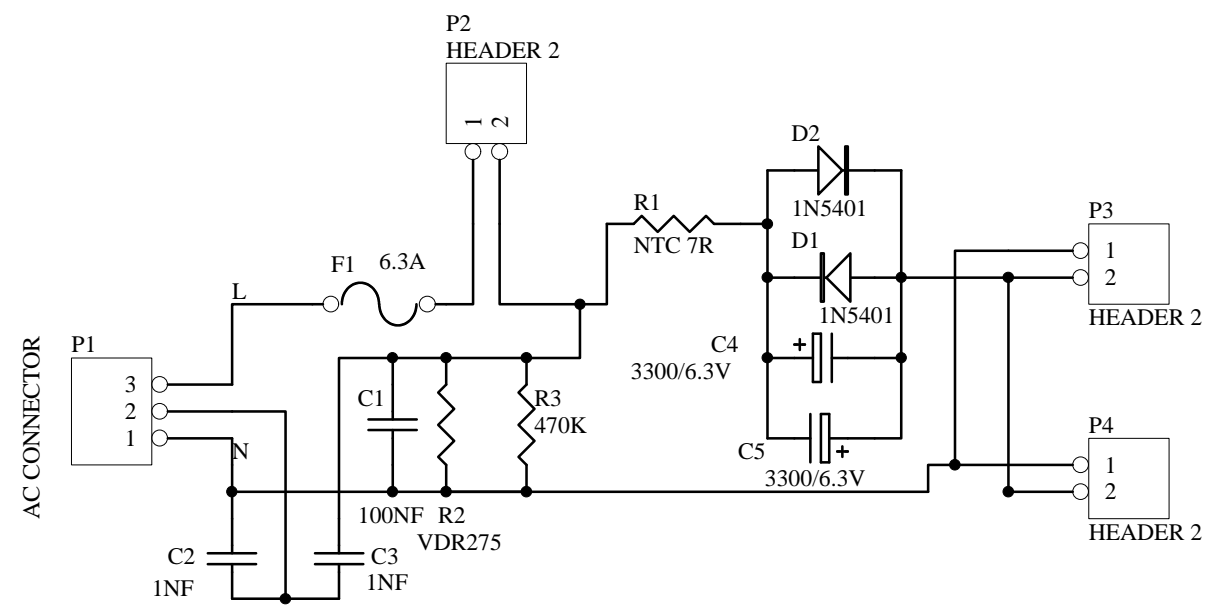 P2
HEADER 2
1 2
D2
1N5401
R1
NTC 7R
D1
1N5401
P3
1
2
HEADER 2
F1 6.3A
L
P1
3
2
1
AC CONNECTOR
N
C1
100NF
R2
VDR275
R3
470K
C4
3300/6.3V
+
C5
+
3300/6.3V
P4
1
2
HEADER 2
C2
1NF
C3
1NF